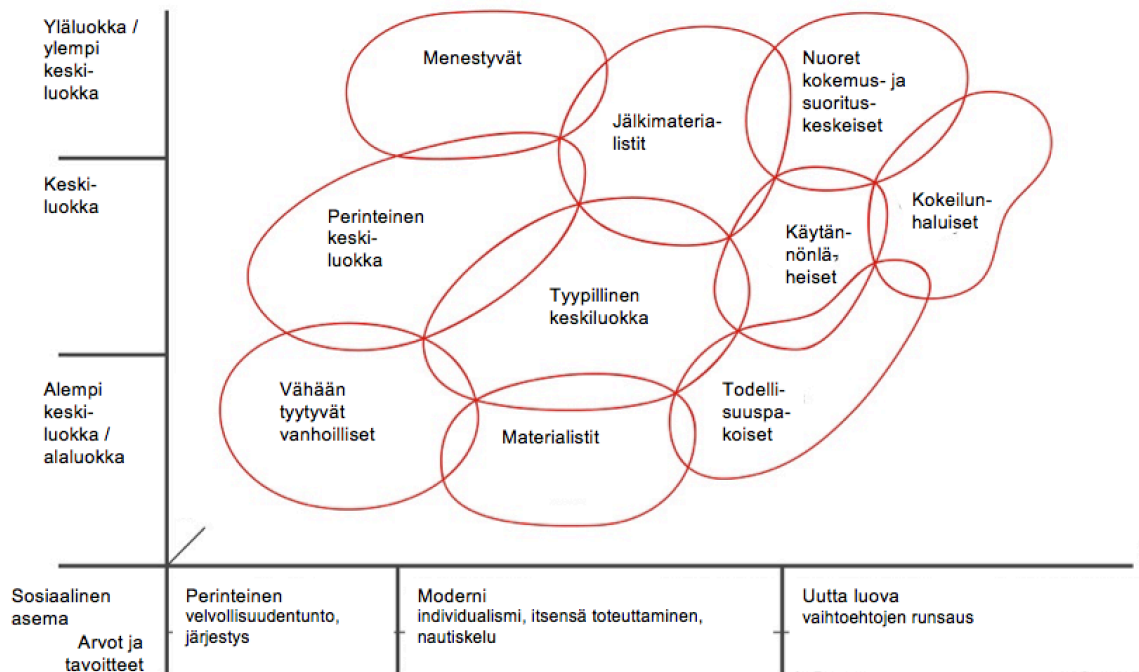 Yläluokka /
ylempi
keski-
luokka
Menestyvät
Jälkimateria-
listit
Nuoret
kokemus- ja
suoritus-
keskeiset
Keski-
luokka
Perinteinen
keski-
luokka
Käytän-
nönlä,
heiset
Kokeilun-
haluiset
Tyypillinen
keskiluokka
Alempi
keski-
luokka /
alaluokka
Vähään
tyytyvät
vanhoilliset
Materialistit
Todelli-
suuspa-
koiset
Sosiaalinen
asema
Arvot ja
tavoitteet
Perinteinen
velvollisuudentunto,
järjestys
Moderni
individualismi, itsensä toteuttaminen,
nautiskelu
Uutta luova
vaihtoehtojen runsaus